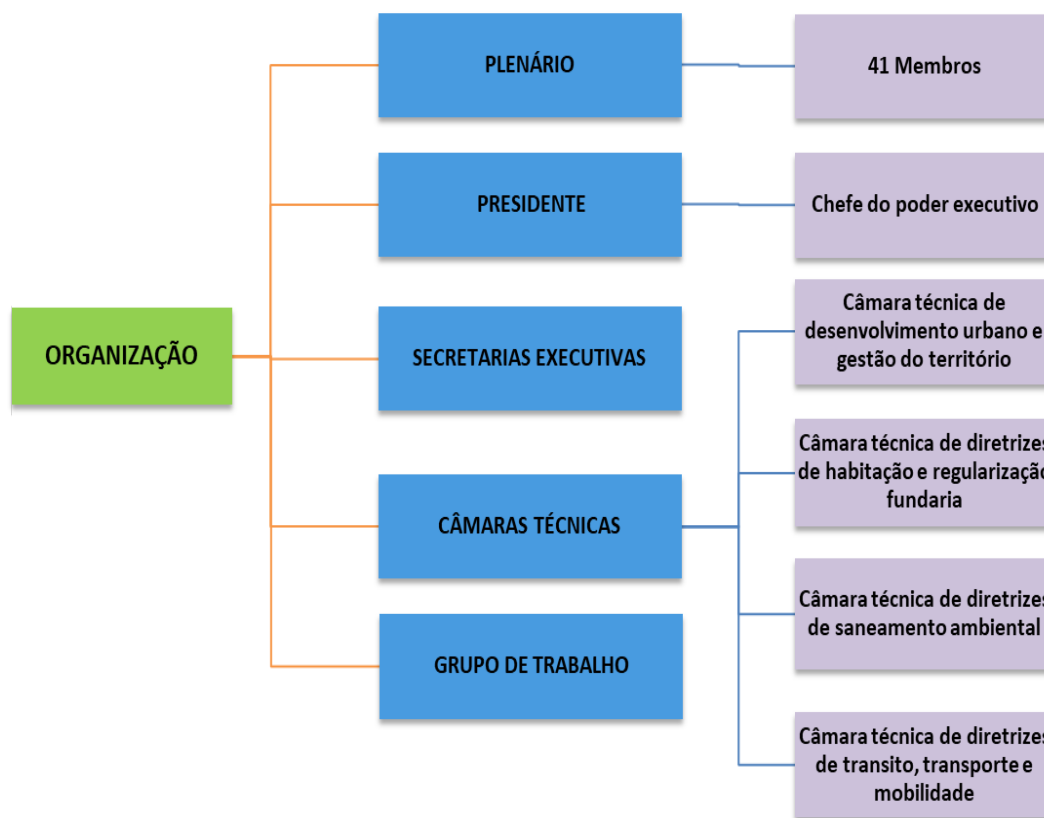 ORGANIZAÇÃO
PLENÁRIO
41 Membros
PRESIDENTE
Chefe do poder executivo
SECRETARIAS EXECUTIVAS
CÂMARAS TÉCNICAS
Câmara técnica de
desenvolvimento urbano e
gestão do território
Câmara técnica de diretrizes
de habitação e regularização
fundaria
Câmara técnica de diretrizes
de saneamento ambiental
Câmara técnica de diretrizes
de transito, transporte e
mobilidade
GRUPO DE TRABALHO